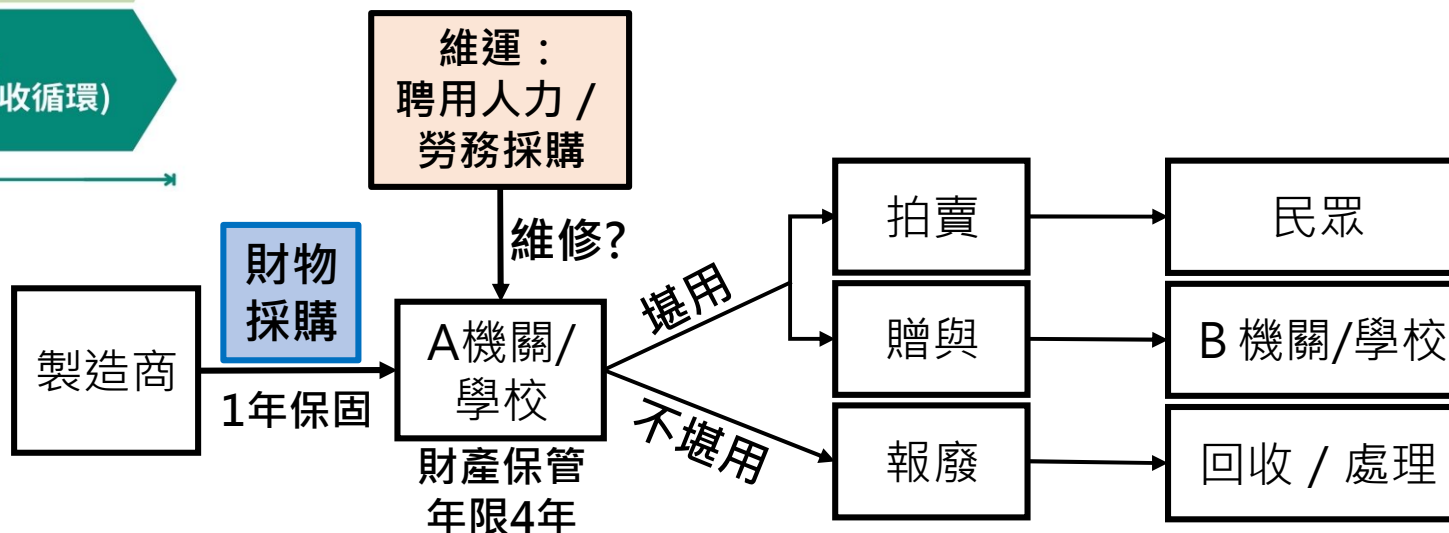 收循環)
維運：
聘用人力 /
勞務採購
維修?
財物
採購
製造商
1年保固
A機關/
學校
財產保管
年限4年
堪用
不堪用
拍賣
民眾
贈與
B 機關/學校
報廢
回收 / 處理